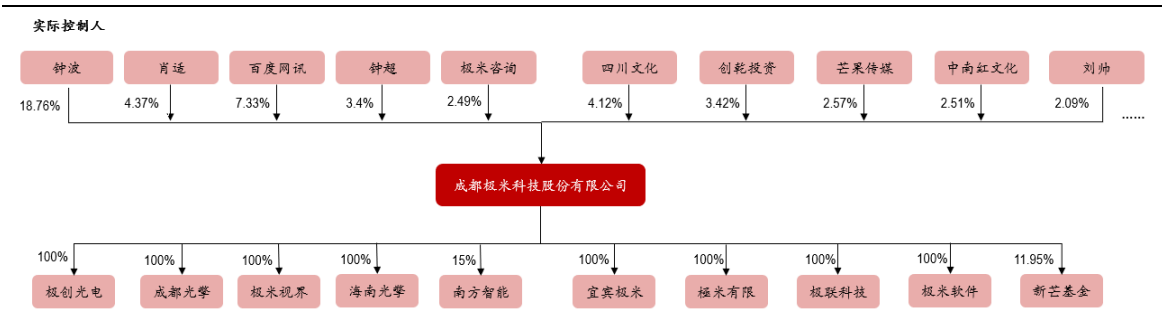 实际控制人
钟波 肖适 百度网讯 钟超 极米咨询 四川文化 创乾投资 芒果传媒 中南红文化 刘帅
18.76% 4.37% 7.33% 3.4% 2.49% 4.12% 3.42% 2.57% 2.51% 2.09% ......
成都极米科技股份有限公司
100% 100% 100% 100% 15% 100% 100% 100% 100% 11.95%
极创光电 成都光擎 极米视界 海南光擎 南方智能 宜宾极米 極米有限 极联科技 极米软件 新芒基金